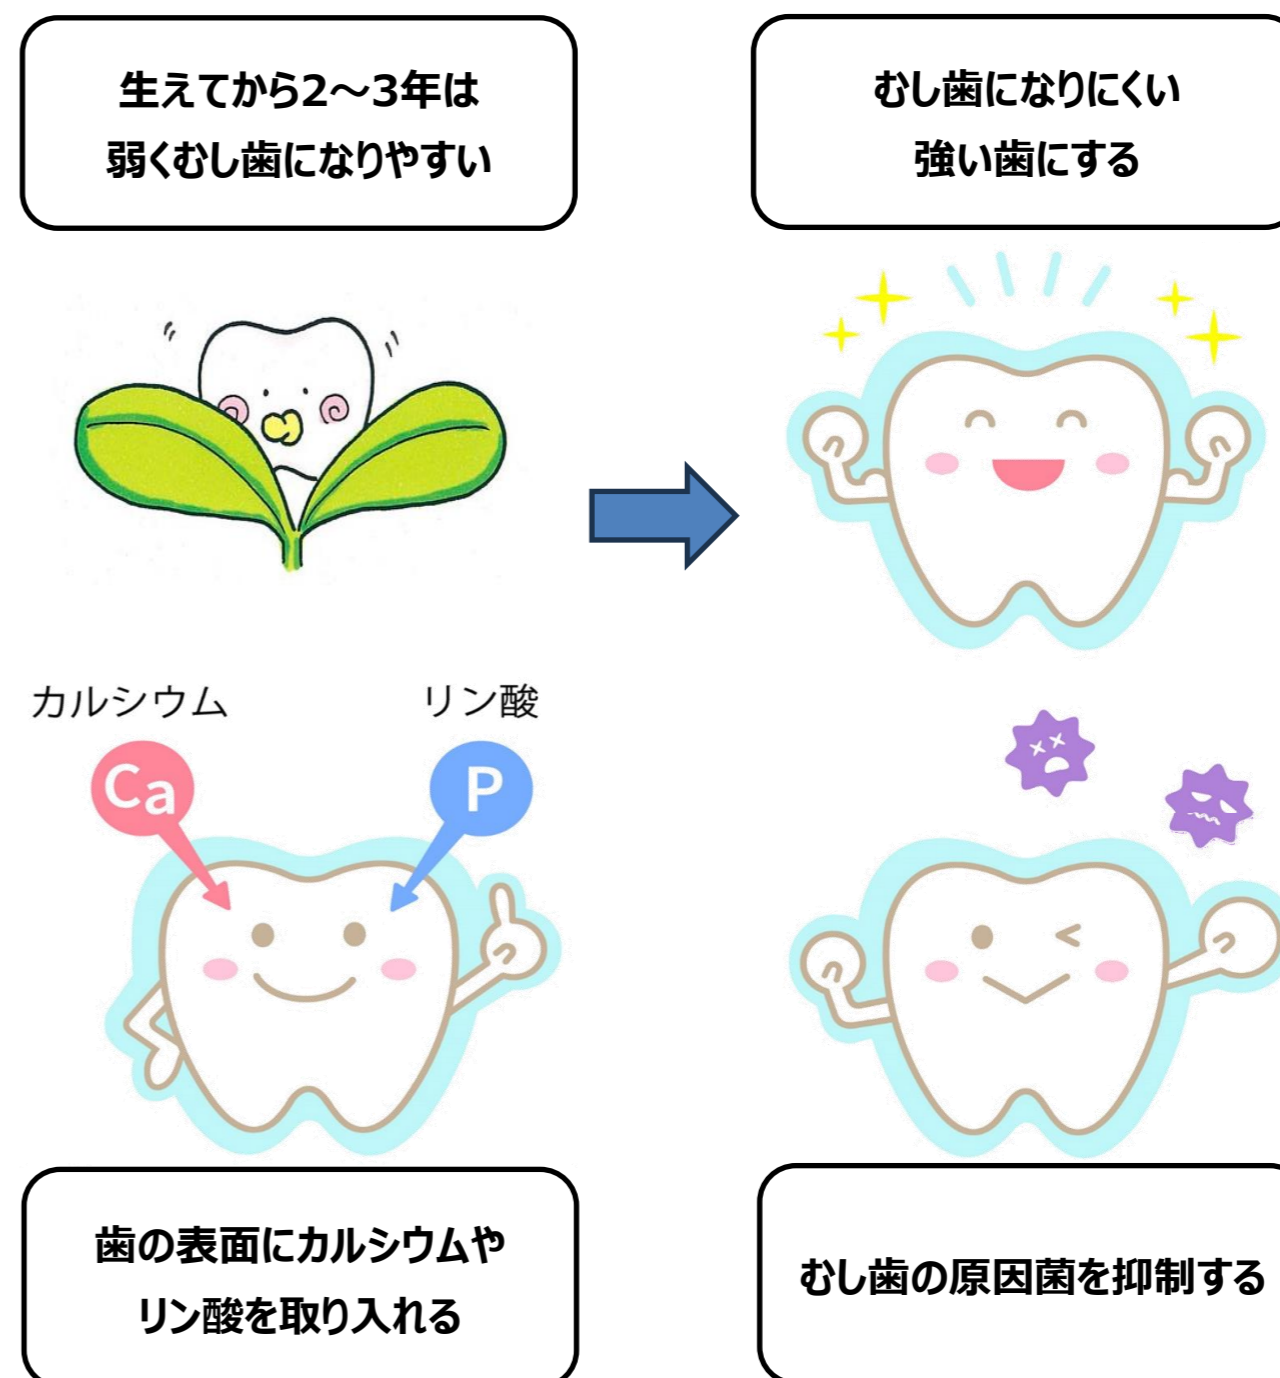 生えてから2～3年は
弱くむし歯になりやすい
むし歯になりにくい
強い歯にする
カルシウム
リン酸
Ca
P
歯の表面にカルシウムや
リン酸を取り入れる
むし歯の原因菌を抑制する